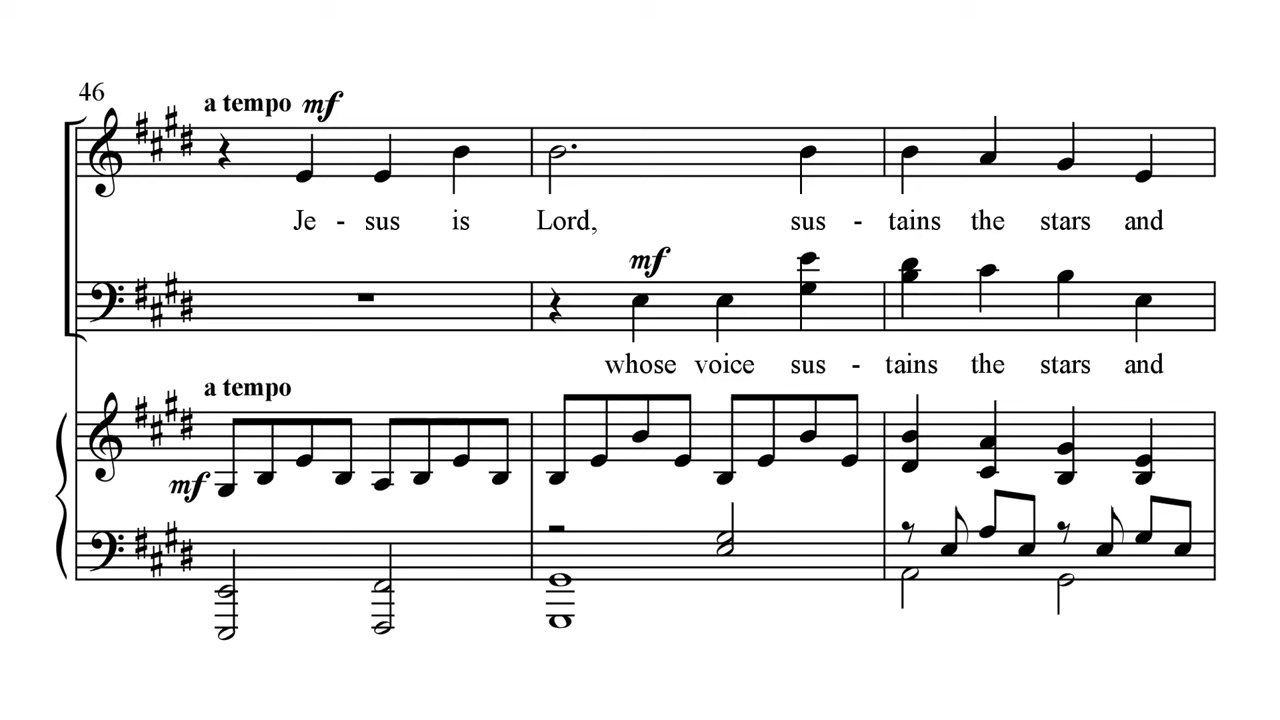 46
a tempo mf
Je - sus is Lord, sus - tains the stars and
mf
whose voice sus - tains the stars and
a tempo
mf